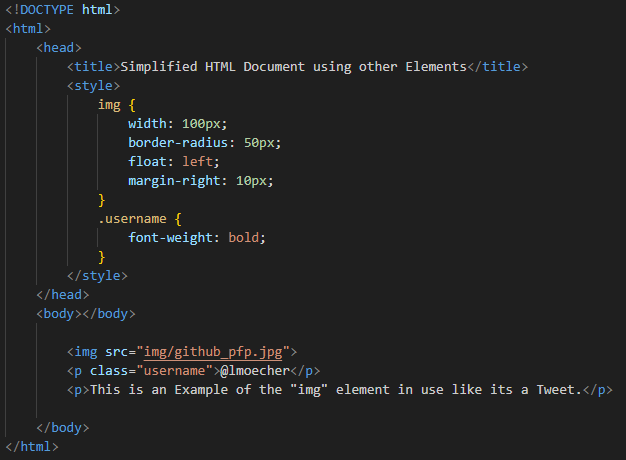 <!DOCTYPE html>
<html>
    <head>
        <title>Simplified HTML Document using other Elements</title>
        <style>
            img {
                width: 100px;
                border-radius: 50px;
                float: left;
                margin-right: 10px;
            }
            .username {
                font-weight: bold;
            }
        </style>
    </head>
    <body></body>

        <img src="img/github_pfp.jpg">
        <p class="username">@lmoecher</p>
        <p>This is an Example of the "img" element in use like its a Tweet.</p>

    </body>
</html>